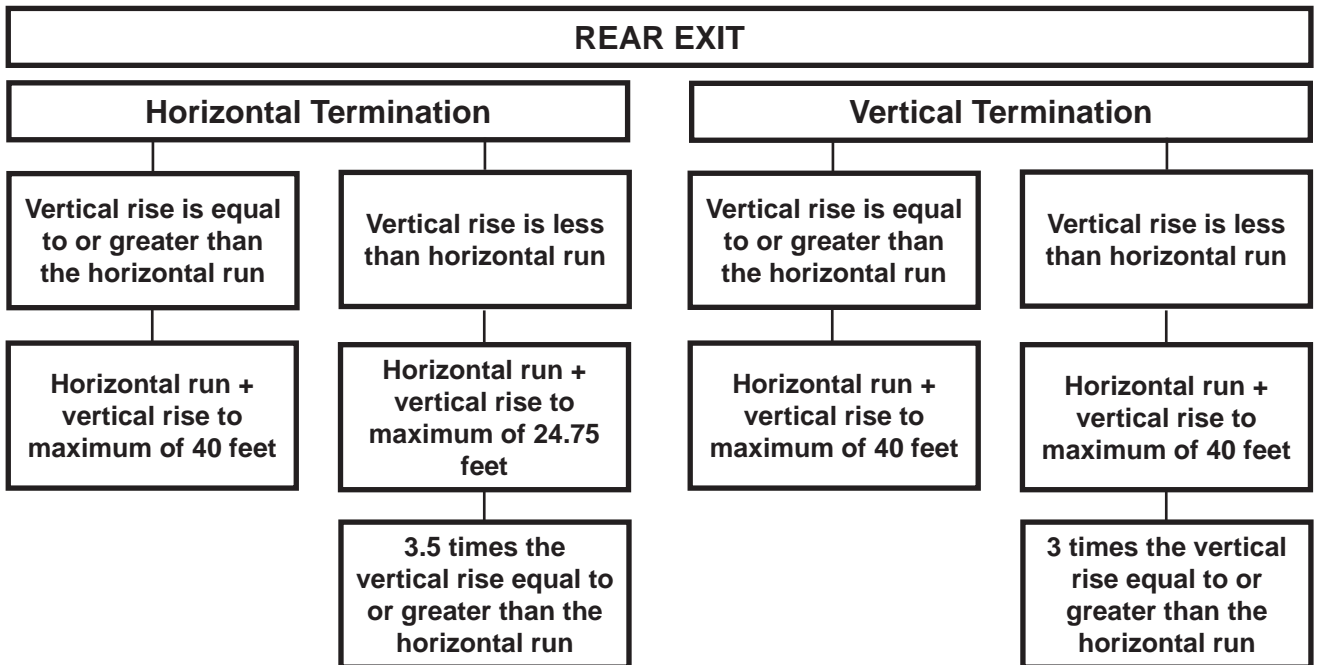 REAR EXIT
Horizontal Termination
Vertical rise is equal
to or greater than
the horizontal run
Horizontal run +
vertical rise to
maximum of 40 feet
Vertical rise is less
than horizontal run
Horizontal run +
vertical rise to
maximum of 24.75
feet
3.5 times the
vertical rise equal to
or greater than the
horizontal run
Vertical Termination
Vertical rise is equal
to or greater than
the horizontal run
Horizontal run +
vertical rise to
maximum of 40 feet
Vertical rise is less
than horizontal run
Horizontal run +
vertical rise to
maximum of 40 feet
3 times the vertical
rise equal to or
greater than the
horizontal run